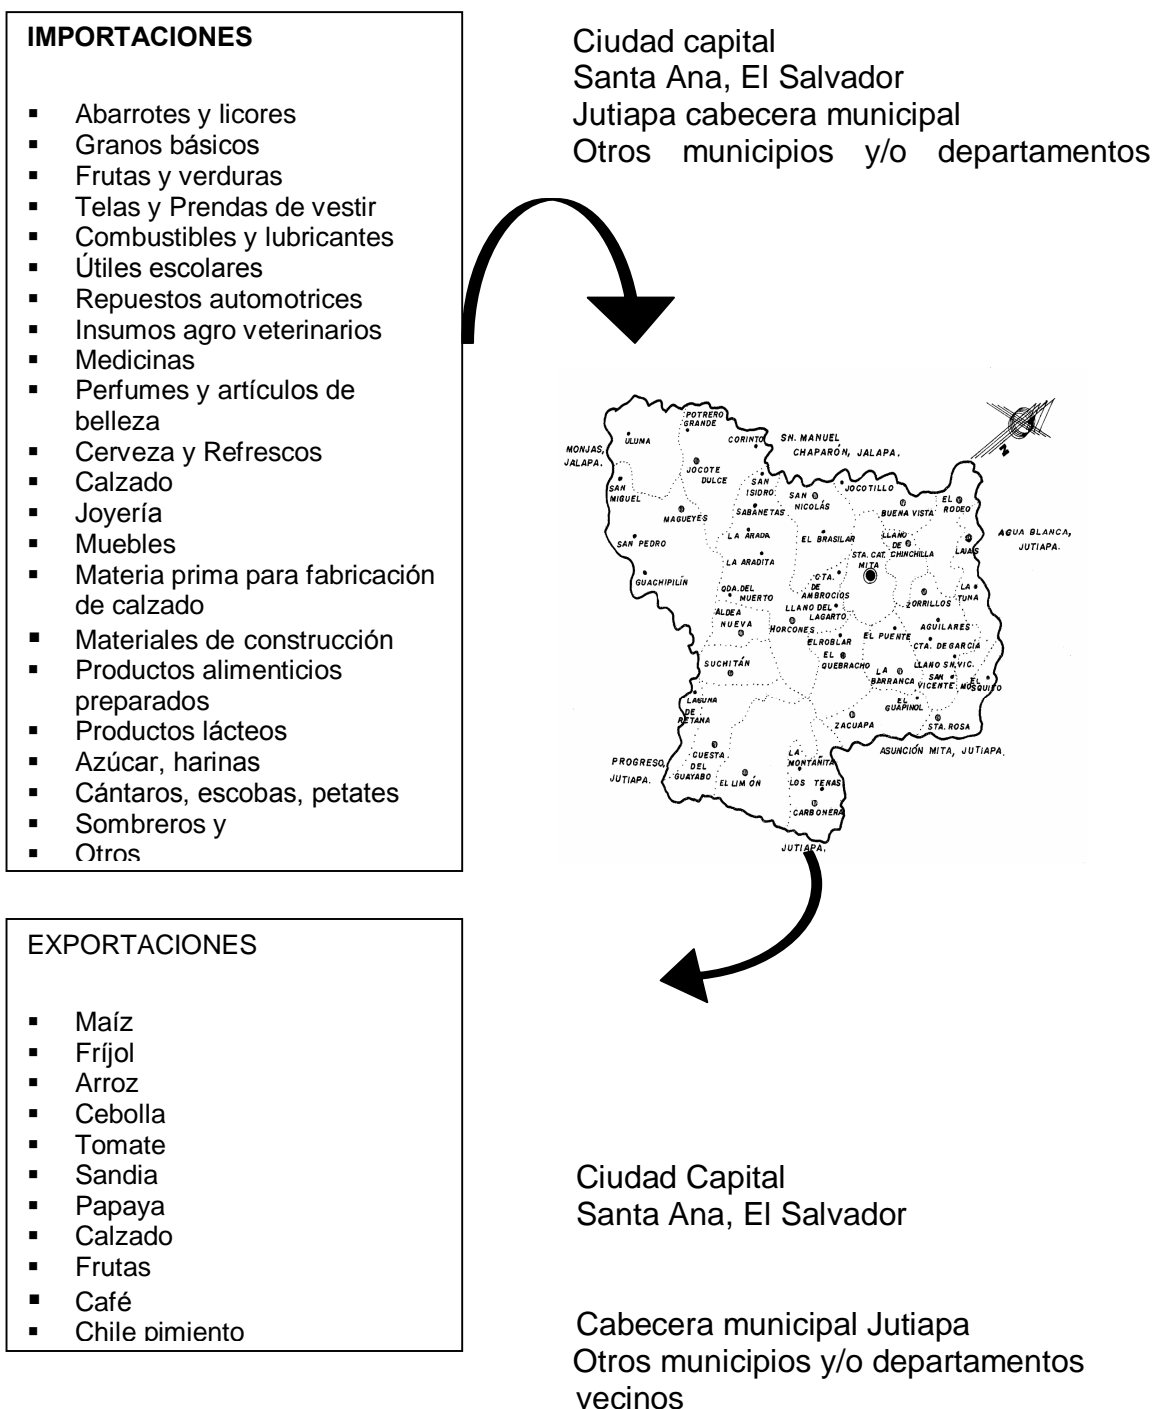 IMPORTACIONES
▪ Abarrotes y licores
▪ Granos básicos
▪ Frutas y verduras
▪ Telas y Prendas de vestir
▪ Combustibles y lubricantes
▪ Útiles escolares
▪ Repuestos automotrices
▪ Insumos agro veterinarios
▪ Medicinas
▪ Perfumes y artículos de
belleza
▪ Cerveza y Refrescos
▪ Calzado
▪ Joyería
▪ Muebles
▪ Materia prima para fabricación
de calzado
▪ Materiales de construcción
▪ Productos alimenticios
preparados
▪ Productos lácteos
▪ Azúcar, harinas
▪ Cántaros, escobas, petates
▪ Sombreros y
▪ Otros
Ciudad capital
Santa Ana, El Salvador
Jutiapa cabecera municipal
Otros municipios y/o departamentos
POTRERO
GRANDE
ULUMA
CORINTO
SN. MANUEL
CHAPARÓN, JALAPA.
MONJAS,
JALAPA.
JOCOTE
DULCE
SAN
MIGUEL
SAN
ISIDRO
SAN
NICOLÁS
JOCOTILLO
EL
RODEO
BUENA VISTA
MAGUEYES
SABANETAS
AGUA BLANCA,
JUTIAPA.
SAN PEDRO
LA ARADA
EL BRASILAR
LLANO
DE
CHINCHILLA
LAJAS
STA. CAT.
MITA
LA ARADITA
GUACHIPILÍN
CTA.
DE
AMBROCIOS
LA
TUNA
QDA. DEL
MUERTO
ZORRILLOS
LLANO DEL
LAGARTO
ALDEA
NUEVA
HORCONES
AGUILARES
EL ROBLAR
EL PUENTE
CTA. DE GARCÍA
SUCHITÁN
EL
QUEBRACHO
LA
BARRANCA
LLANO SN. VIC.
SAN
VICENTE
EL
MOSQUITO
LAGUNA
DE
RETANA
EL
GUAPINOL
ZACUAPA
STA. ROSA
CUESTA
DEL
GUAYABO
LA
MONTAÑITA
ASUNCIÓN MITA, JUTIAPA.
PROGRESO,
JUTIAPA.
EL LIMÓN
LOS TENAS
CARBONERA
JUTIAPA.
N
EXPORTACIONES
▪ Maíz
▪ Fríjol
▪ Arroz
▪ Cebolla
▪ Tomate
▪ Sandia
▪ Papaya
▪ Calzado
▪ Frutas
▪ Café
▪ Chile pimiento
Ciudad Capital
Santa Ana, El Salvador
Cabecera municipal Jutiapa
Otros municipios y/o departamentos
vecinos